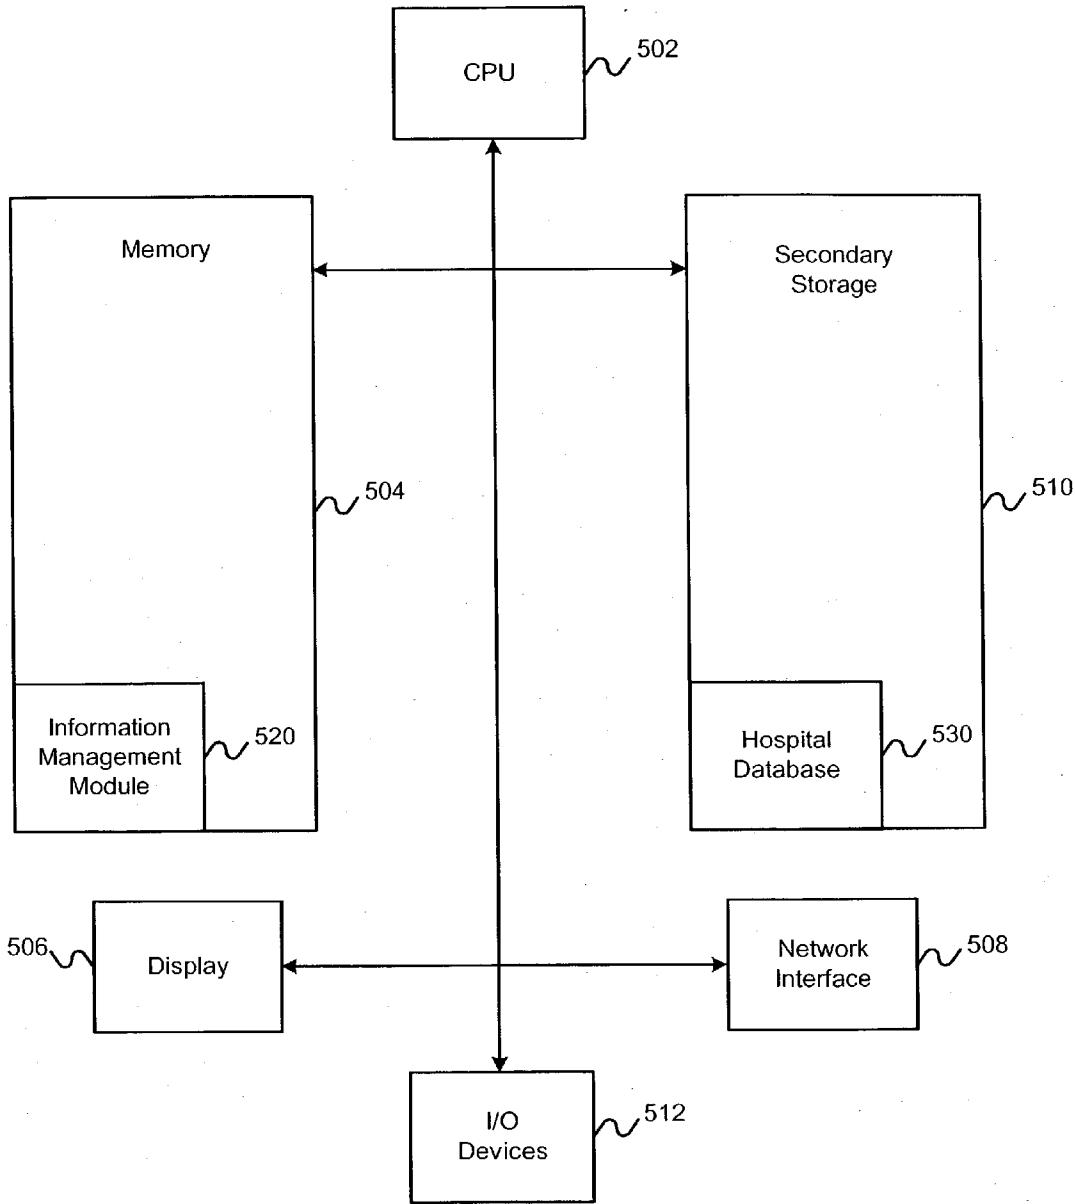 CPU
502
Memory
Secondary
Storage
504
510
Information
Management
Module
520
Hospital
Database
530
506
Display
Network
Interface
508
I/O
Devices
512